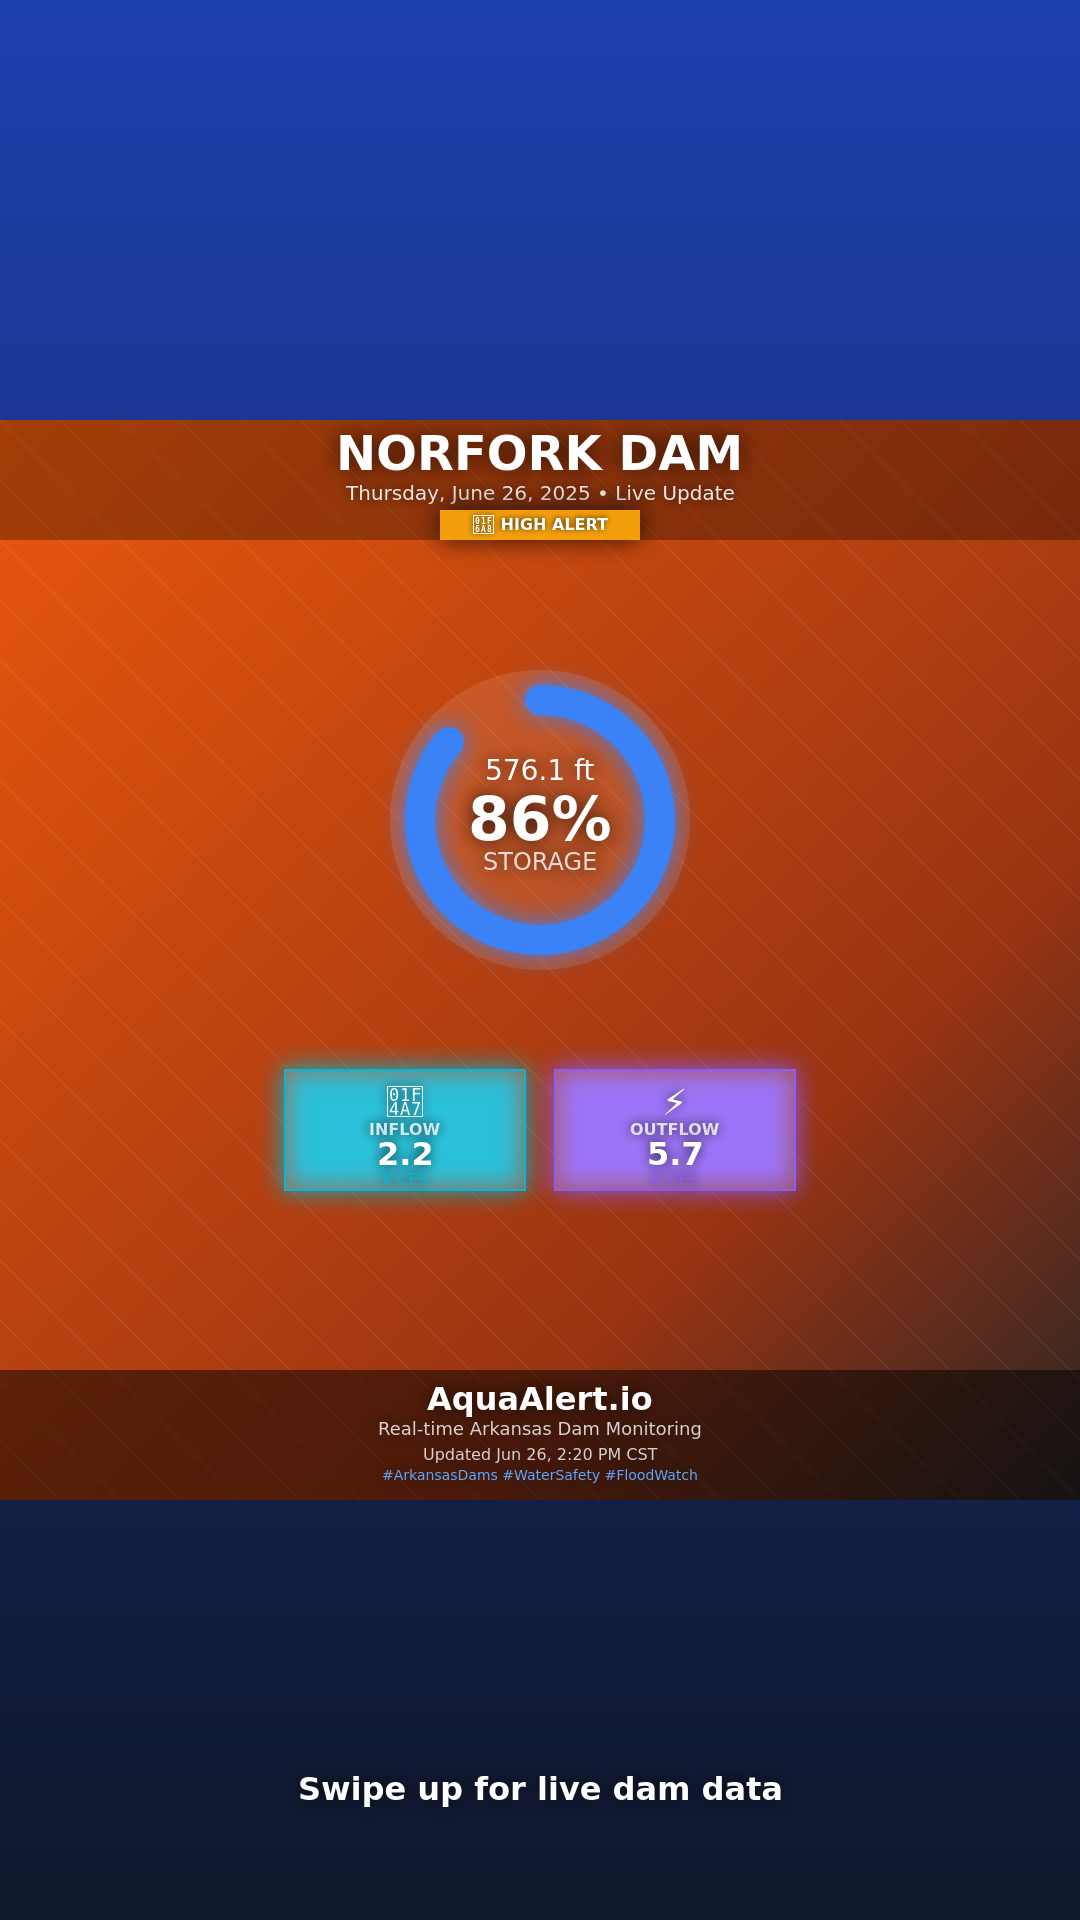 NORFORK DAM
Thursday, June 26, 2025 • Live Update
HIGH ALERT
576.1 ft
86%
STORAGE
INFLOW
2.2
K CFS
⚡
OUTFLOW
5.7
K CFS
AquaAlert.io
Real-time Arkansas Dam Monitoring
Updated Jun 26, 2:20 PM CST
#ArkansasDams #WaterSafety #FloodWatch
Swipe up for live dam data